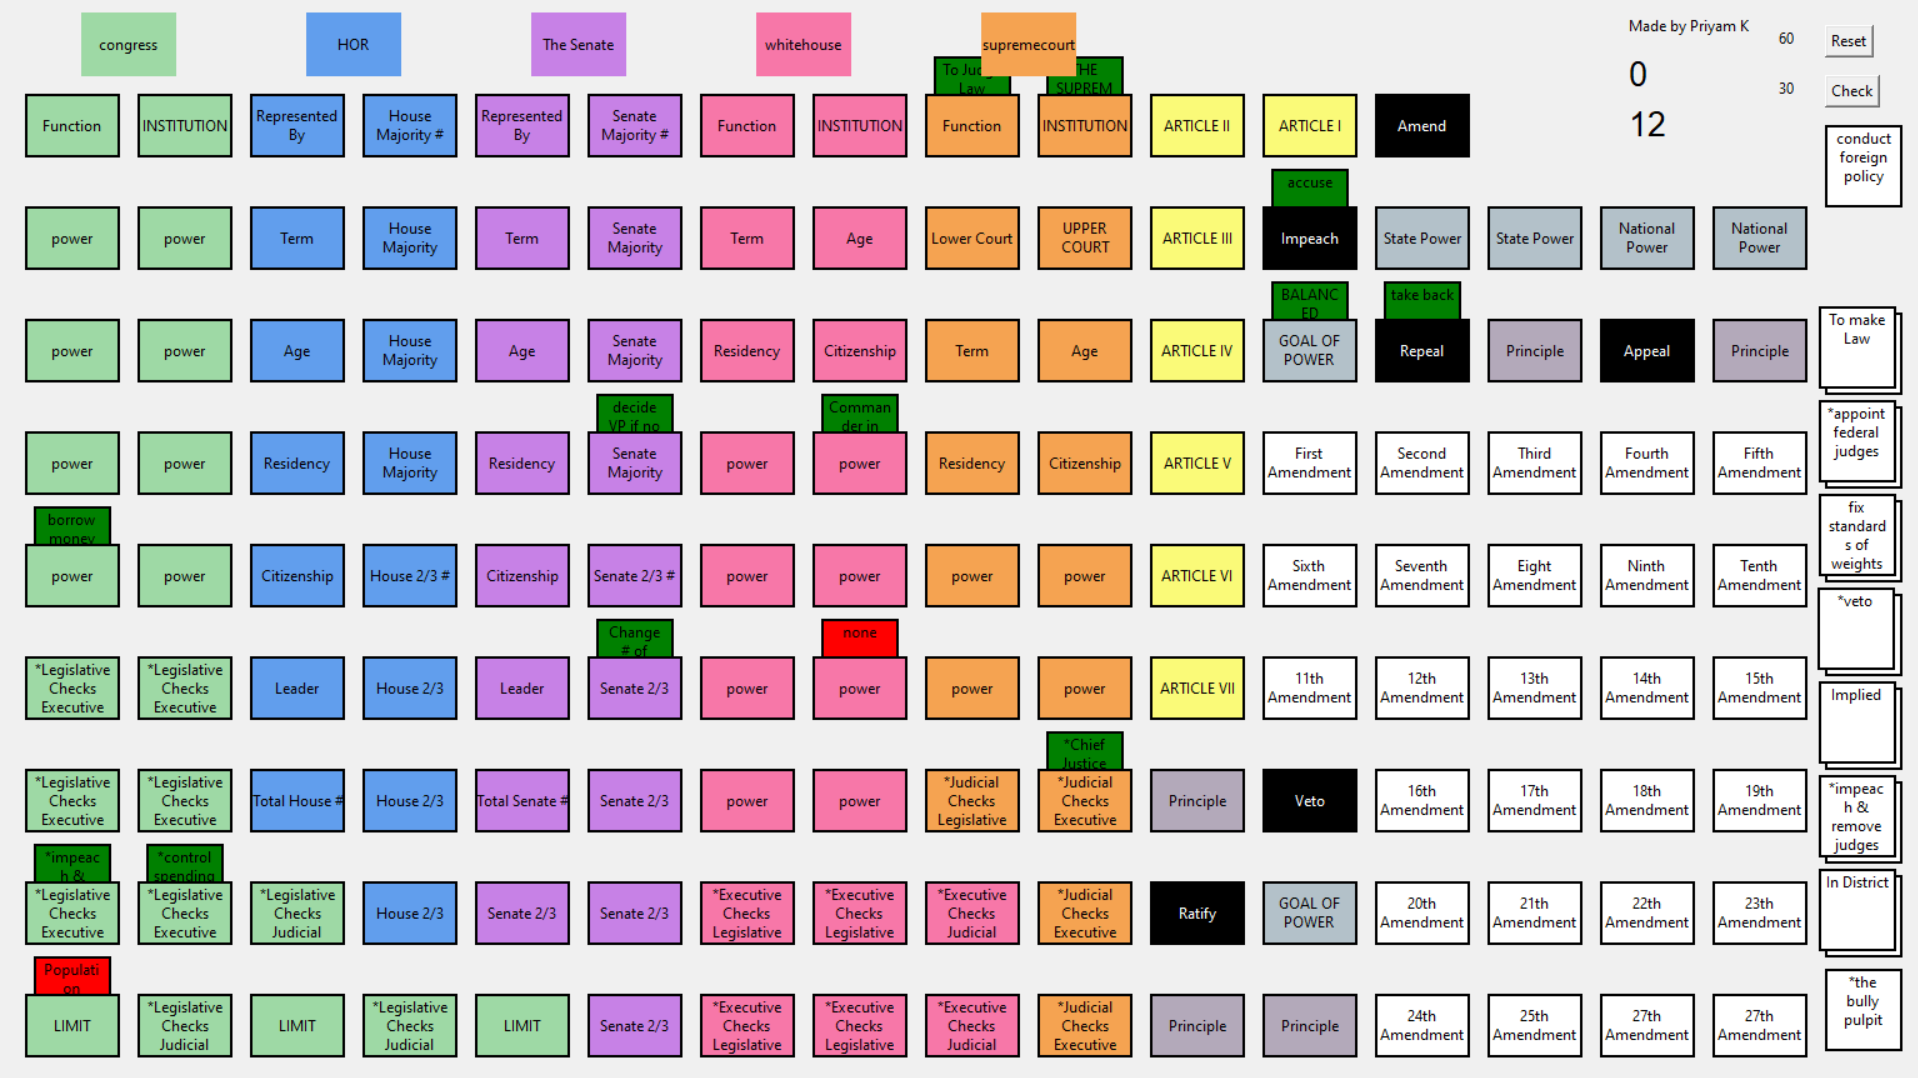 congress
HOR
The Senate
whitehouse
supremecourt
Made by Priyam K
60
Reset
0
30
Check
12
To Judge
Law
THE
SUPREM
Function
INSTITUTION
Represented
By
House
Majority #
Represented
By
Senate
Majority #
Function
INSTITUTION
Function
INSTITUTION
ARTICLE II
ARTICLE I
Amend
conduct
foreign
policy
accuse
power
power
Term
House
Majority
Term
Senate
Majority
Term
Age
Lower Court
UPPER
COURT
ARTICLE III
Impeach
State Power
State Power
National
Power
National
Power
BALANC
ED
take back
power
power
Age
House
Majority
Age
Senate
Majority
Residency
Citizenship
Term
Age
ARTICLE IV
GOAL OF
POWER
Repeal
Principle
Appeal
Principle
To make
Law
decide
VP if no
Comman
der in
power
power
Residency
House
Majority
Residency
Senate
Majority
power
power
Residency
Citizenship
ARTICLE V
First
Amendment
Second
Amendment
Third
Amendment
Fourth
Amendment
Fifth
Amendment
*appoint
federal
judges
borrow
money
power
power
Citizenship
House 2/3 #
Citizenship
Senate 2/3 #
power
power
power
power
ARTICLE VI
Sixth
Amendment
Seventh
Amendment
Eight
Amendment
Ninth
Amendment
Tenth
Amendment
fix
standard
s of
weights
*veto
Change
# of
none
*Legislative
Checks
Executive
*Legislative
Checks
Executive
Leader
House 2/3
Leader
Senate 2/3
power
power
power
power
ARTICLE VII
11th
Amendment
12th
Amendment
13th
Amendment
14th
Amendment
15th
Amendment
Implied
*Chief
Justice
*Legislative
Checks
Executive
*Legislative
Checks
Executive
Total House #
House 2/3
Total Senate #
Senate 2/3
power
power
*Judicial
Checks
Legislative
*Judicial
Checks
Executive
Principle
Veto
16th
Amendment
17th
Amendment
18th
Amendment
19th
Amendment
*impeac
h &
remove
judges
*impeac
h &
*control
spending
*Legislative
Checks
Executive
*Legislative
Checks
Executive
*Legislative
Checks
Judicial
House 2/3
Senate 2/3
Senate 2/3
*Executive
Checks
Legislative
*Executive
Checks
Legislative
*Executive
Checks
Judicial
*Judicial
Checks
Executive
Ratify
GOAL OF
POWER
20th
Amendment
21th
Amendment
22th
Amendment
23th
Amendment
In District
Populati
on
LIMIT
*Legislative
Checks
Judicial
LIMIT
*Legislative
Checks
Judicial
LIMIT
Senate 2/3
*Executive
Checks
Legislative
*Executive
Checks
Legislative
*Executive
Checks
Judicial
*Judicial
Checks
Executive
Principle
Principle
24th
Amendment
25th
Amendment
27th
Amendment
27th
Amendment
*the
bully
pulpit